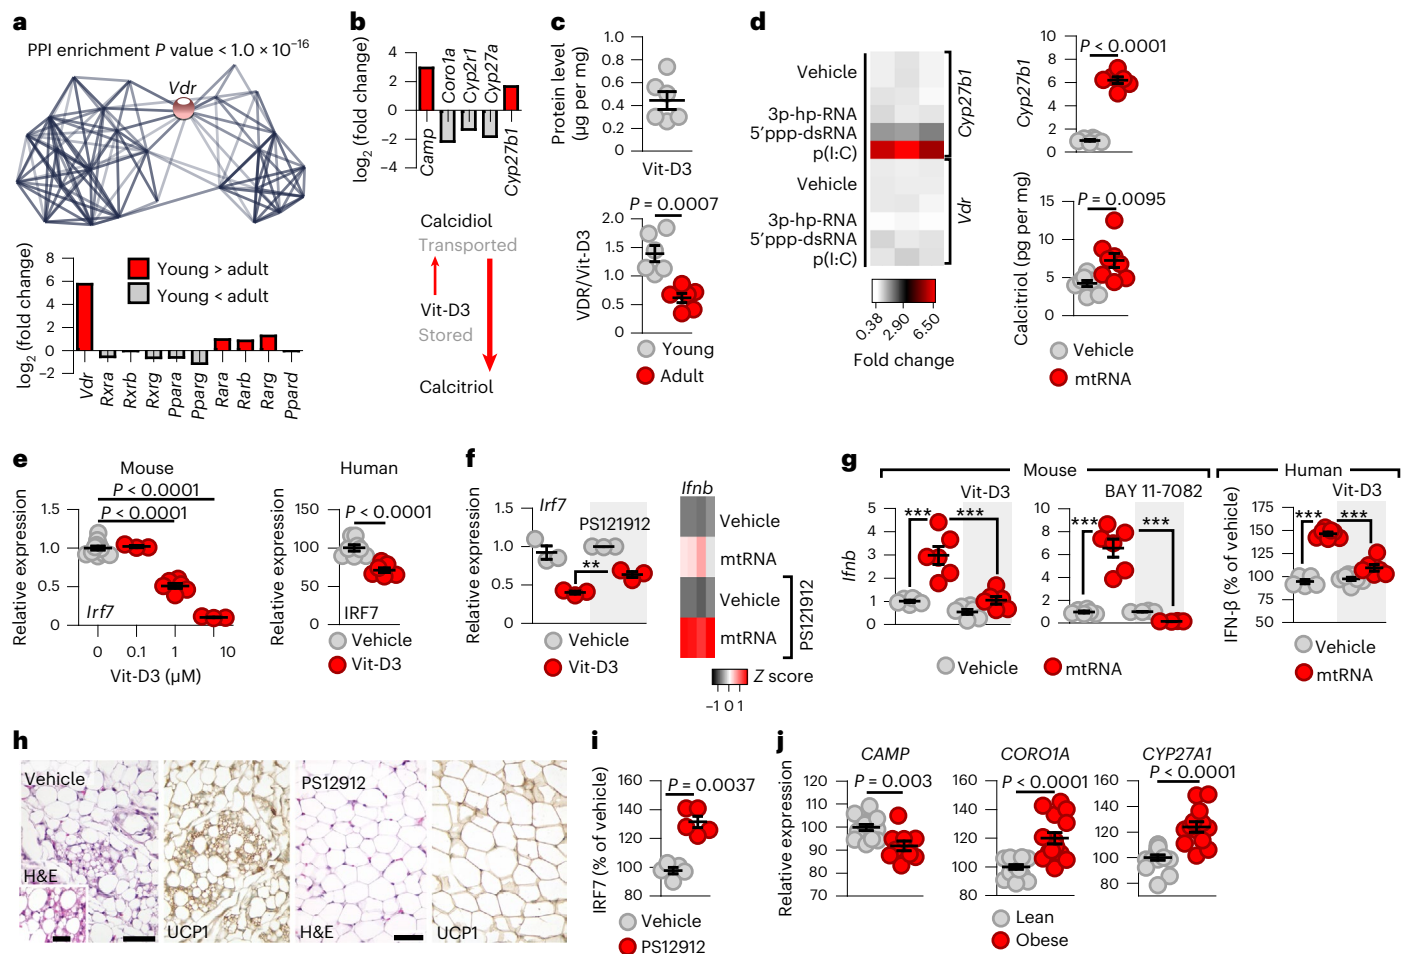 a
PPI enrichment P value < 1.0 × 10⁻¹⁶
Vdr
log₂ (fold change)
8
6
4
2
0
−2
Young > adult
Young < adult
Vdr
Rxra
Rxrb
Rxrg
Ppara
Pparg
Rara
Rarb
Rarg
Ppard
b
log₂ (fold change)
4
2
0
−2
−4
Camp
Coro1a
Cyp2r1
Cyp27a
Cyp27b1
Calcidiol
Transported
Vit-D3
Stored
Calcitriol
c
Protein level
(µg per mg)
1.0
0.8
0.6
0.4
0.2
0
Vit-D3
P = 0.0007
VDR/Vit-D3
2.0
1.5
1.0
0.5
0
Young
Adult
d
Vehicle
3p-hp-RNA
5′ppp-dsRNA
p(I:C)
Cyp27b1
Vehicle
3p-hp-RNA
5′ppp-dsRNA
p(I:C)
Vdr
0.38
2.90
6.50
Fold change
P < 0.0001
Cyp27b1
10
8
6
4
2
0
P = 0.0095
Calcitriol (pg per mg)
15
10
5
0
Vehicle
mtRNA
e
Mouse
P < 0.0001
P < 0.0001
Relative expression
1.5
1.0
0.5
0
Irf7
0
0.1
1
10
Vit-D3 (µM)
Human
P < 0.0001
Relative expression
150
100
50
0
IRF7
Vehicle
Vit-D3
f
Relative expression
1.5
1.0
0.5
0
Irf7
PS121912
**
Vehicle
Vit-D3
Ifnb
Vehicle
mtRNA
Vehicle
mtRNA
PS121912
Z score
−1 0 1
g
Mouse
Vit-D3
Ifnb
5
4
3
2
1
0
***
***
BAY 11-7082
10
8
6
4
2
0
***
***
Vehicle
mtRNA
Human
Vit-D3
IFN-β (% of vehicle)
175
150
125
100
75
50
***
***
Vehicle
mtRNA
h
Vehicle
H&E
UCP1
PS12912
H&E
UCP1
i
IRF7 (% of vehicle)
160
140
120
100
80
P = 0.0037
Vehicle
PS12912
j
Relative expression
CAMP
P = 0.003
120
110
100
90
80
70
CORO1A
P < 0.0001
160
140
120
100
80
CYP27A1
P < 0.0001
160
140
120
100
80
Lean
Obese